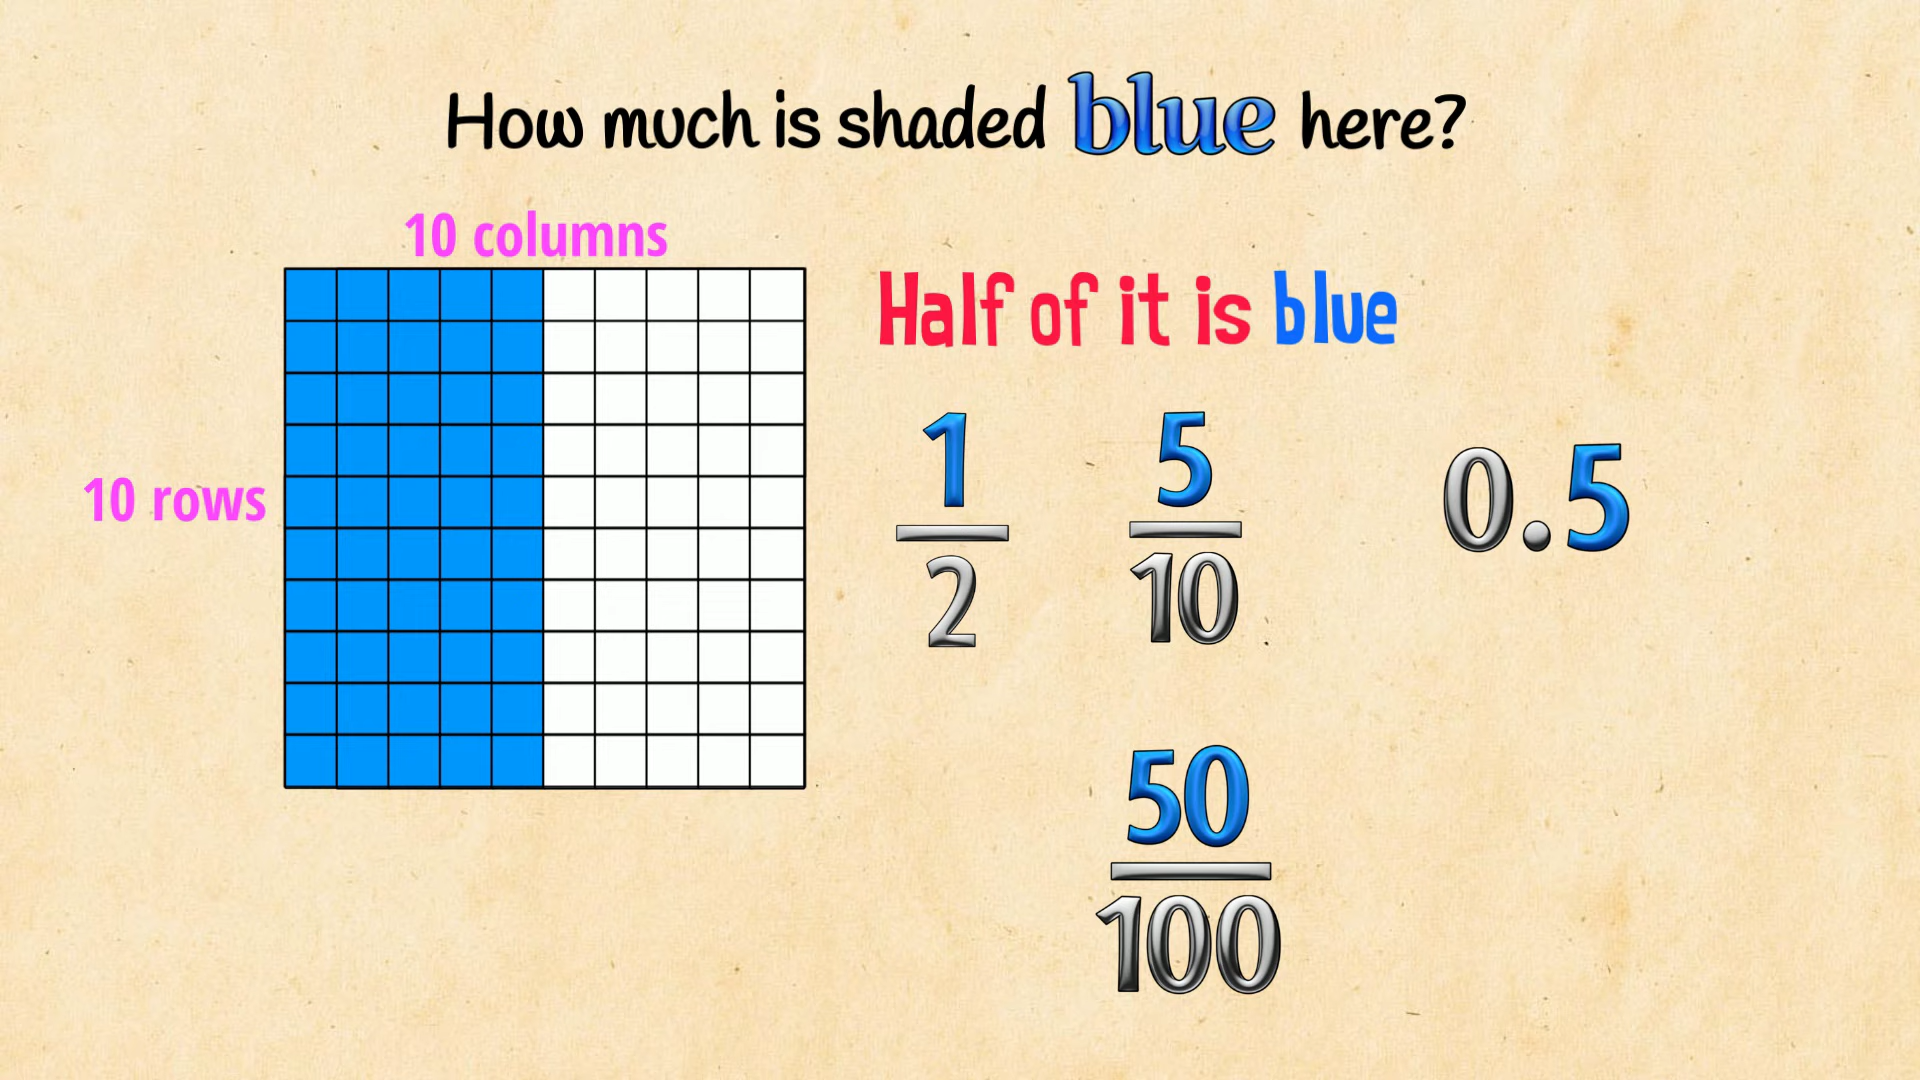 How much is shaded blue here?
10 columns
10 rows
Half of it is blue
1
2
5
10
0.5
50
100